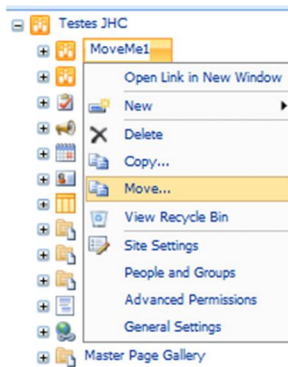 Testes JHC
MoveMe1
Open Link in New Window
New
Delete
Copy...
Move...
View Recycle Bin
Site Settings
People and Groups
Advanced Permissions
General Settings
Master Page Gallery